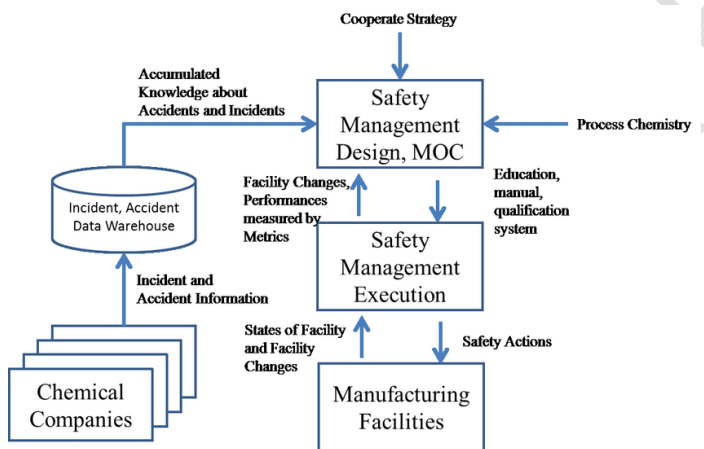 Cooperate Strategy
Accumulated
Knowledge about
Accidents and Incidents
Safety
Management
Design, MOC
Process Chemistry
Facility Changes,
Performances
measured by
Metrics
Education,
manual,
qualification
system
Incident, Accident
Data Warehouse
Safety
Management
Execution
Incident and
Accident Information
States of Facility
and Facility
Changes
Safety Actions
Chemical
Companies
Manufacturing
Facilities